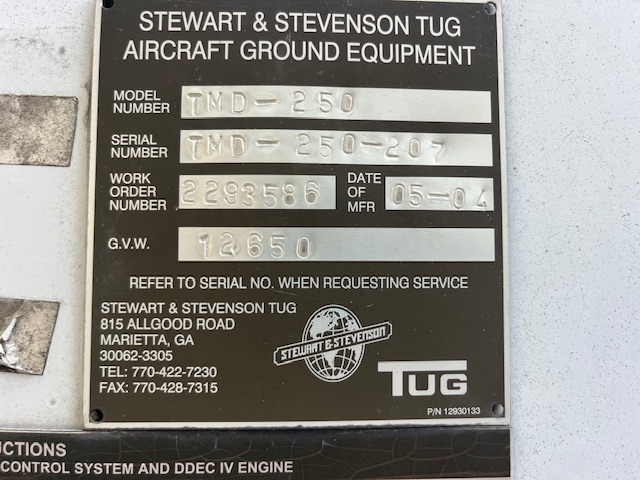 STEWART & STEVENSON TUG
AIRCRAFT GROUND EQUIPMENT
MODEL NUMBER TMD-250
SERIAL NUMBER TMD-250-207
WORK ORDER NUMBER 2293586 DATE OF MFR 05-04
G.V.W. 12650
REFER TO SERIAL NO. WHEN REQUESTING SERVICE
STEWART & STEVENSON TUG
815 ALLGOOD ROAD
MARIETTA, GA
30062-3305
TEL: 770-422-7230
FAX: 770-428-7315
STEWART & STEVENSON
TUG
P/N 12930133
CONTROL SYSTEM AND DDEC IV ENGINE